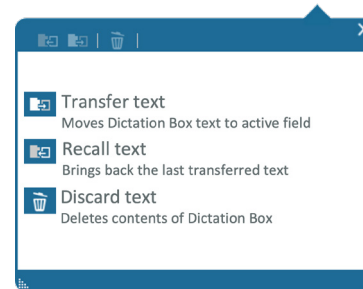 Transfer text
Moves Dictation Box text to active field
Recall text
Brings back the last transferred text
Discard text
Deletes contents of Dictation Box